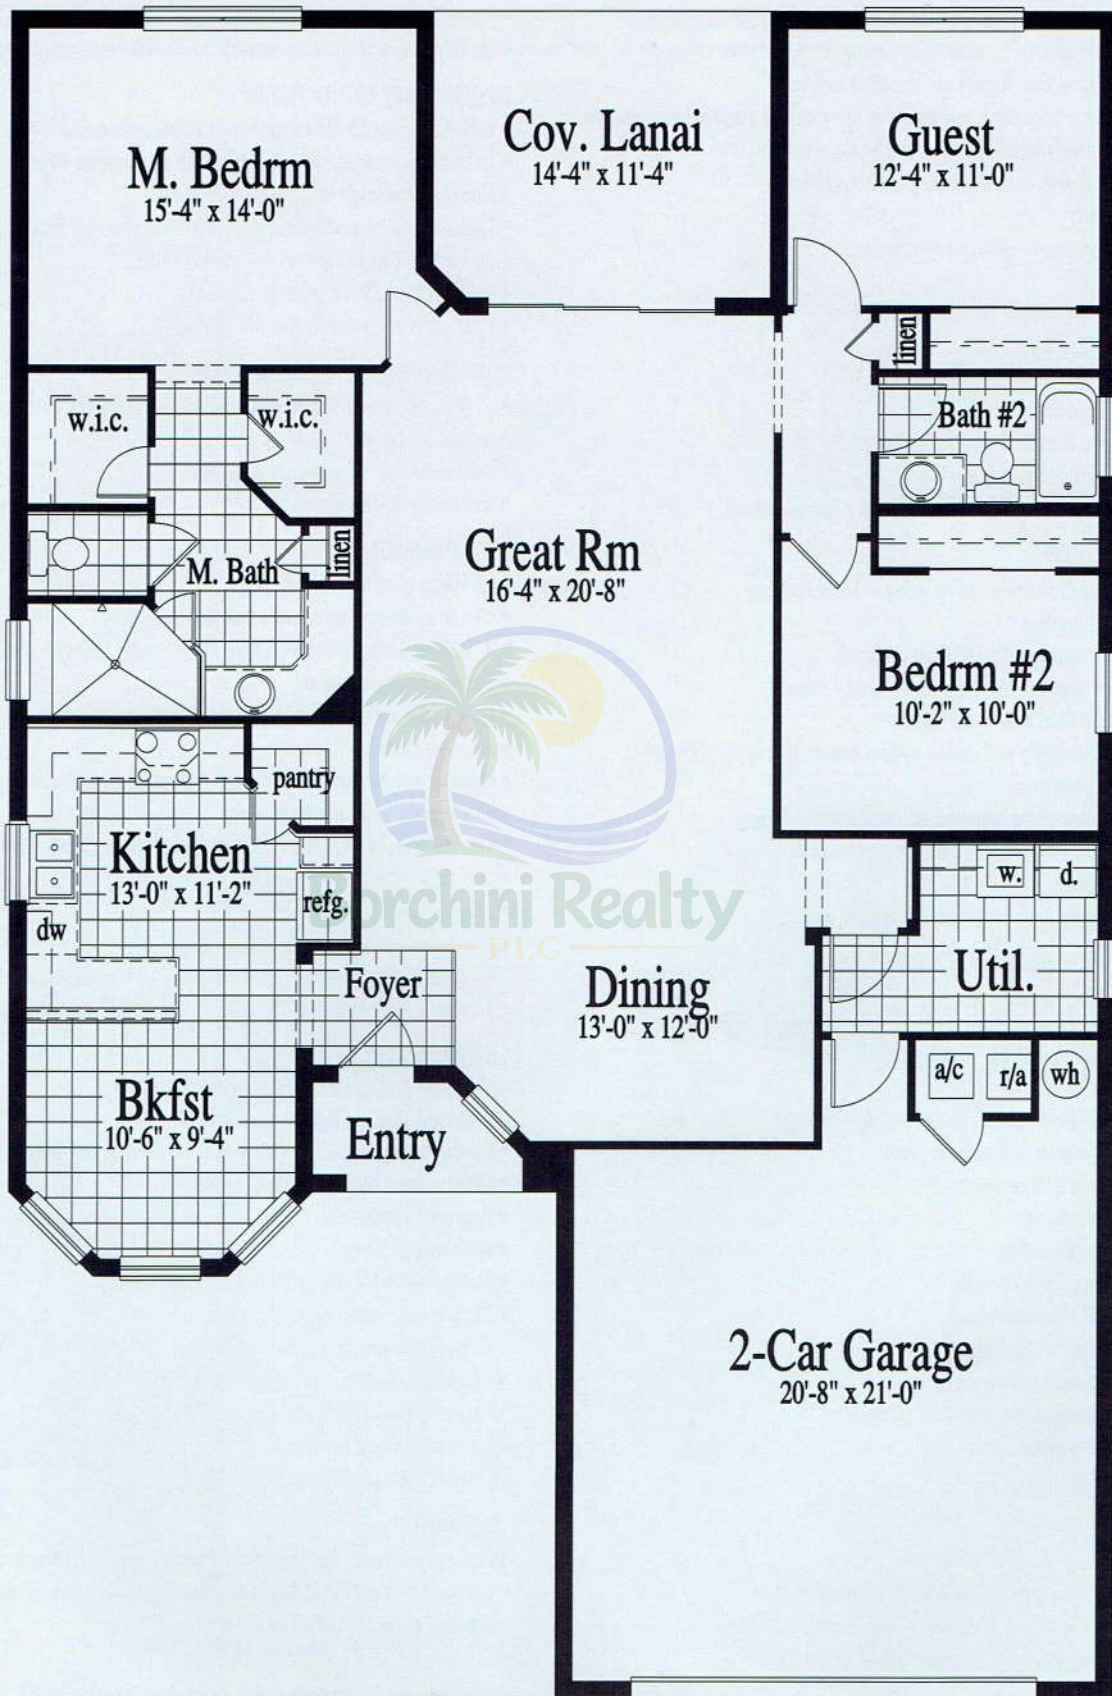 M. Bedrm
15'-4" x 14'-0"
Cov. Lanai
14'-4" x 11'-4"
Guest
12'-4" x 11'-0"
linen
w.i.c.
w.i.c.
Bath #2
M. Bath
linen
Great Rm
16'-4" x 20'-8"
Bedrm #2
10'-2" x 10'-0"
pantry
Kitchen
13'-0" x 11'-2"
refg.
dw
Borchini Realty
PLC
w.
d.
Foyer
Dining
13'-0" x 12'-0"
Util.
a/c
r/a
wh
Bkfst
10'-6" x 9'-4"
Entry
2-Car Garage
20'-8" x 21'-0"